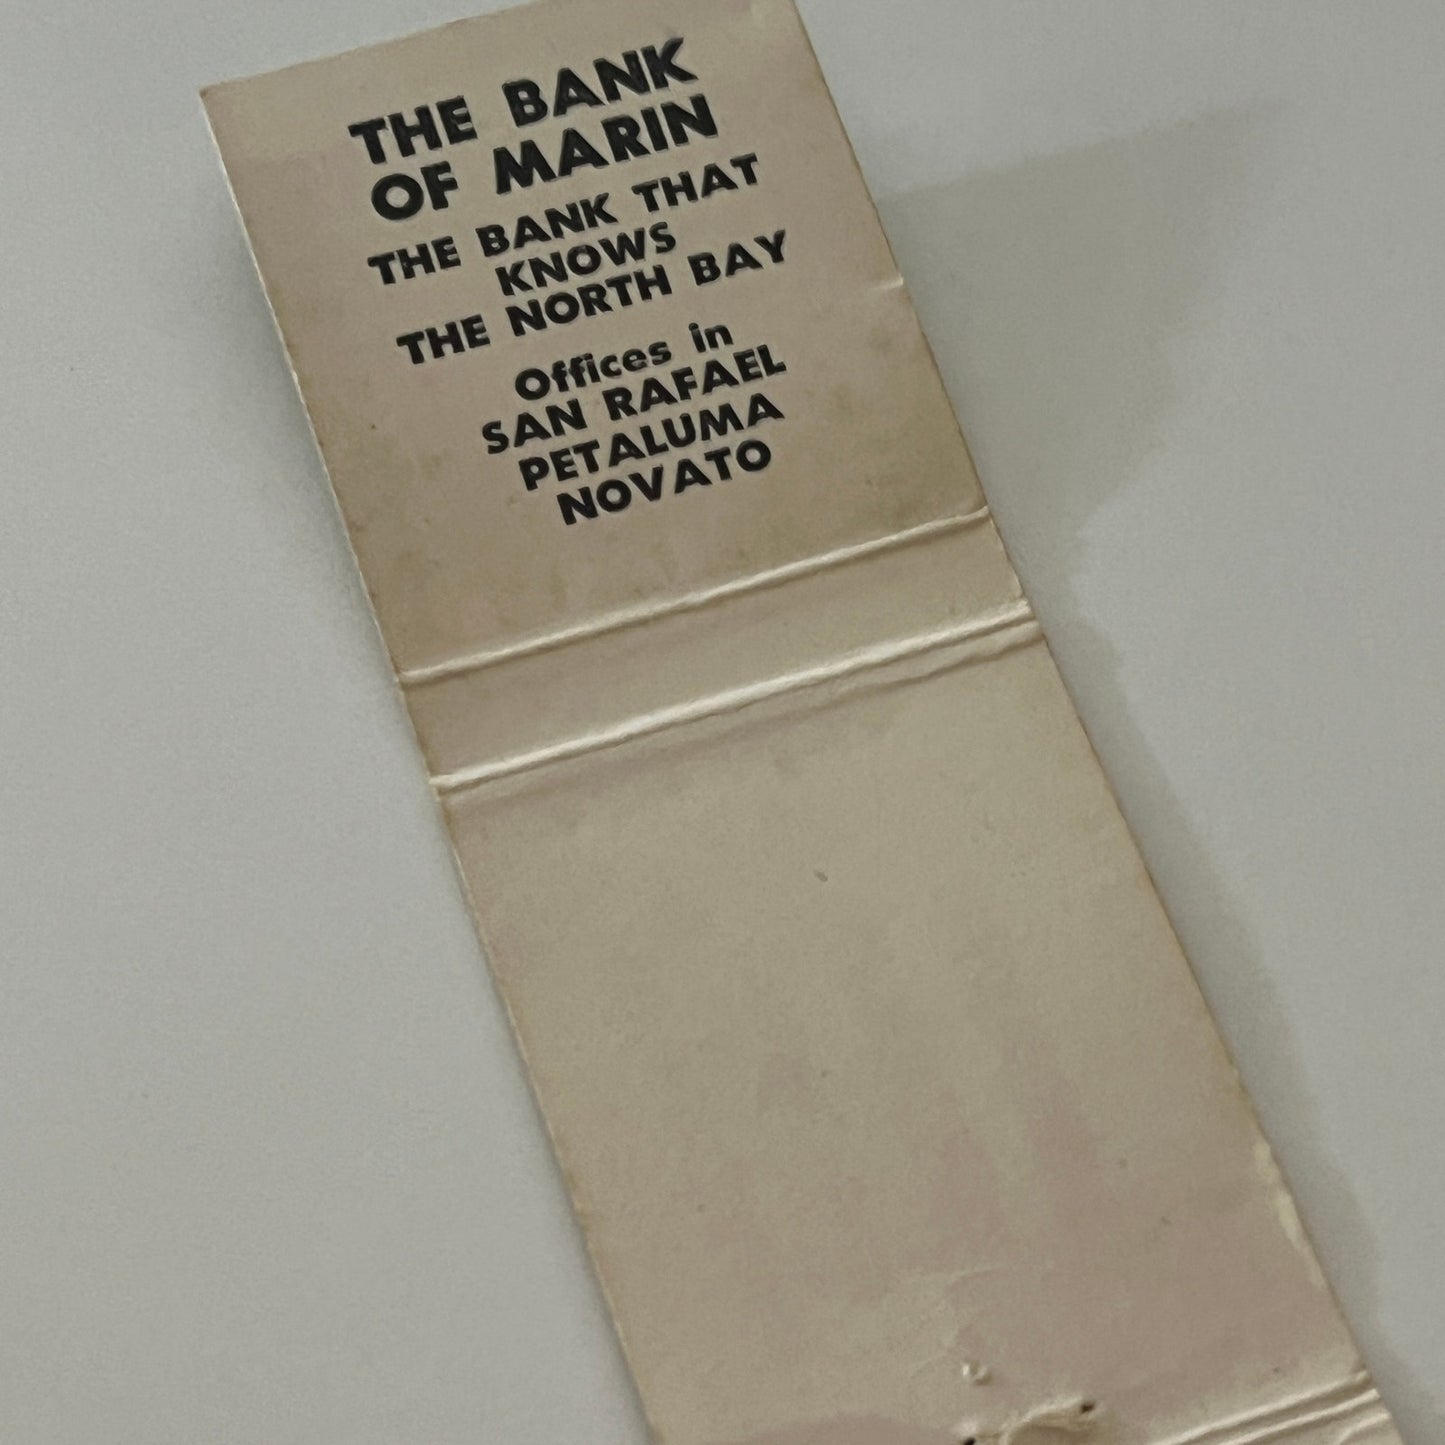 THE BANK
OF MARIN
THE BANK THAT
KNOWS
THE NORTH BAY
Offices in
SAN RAFAEL
PETALUMA
NOVATO